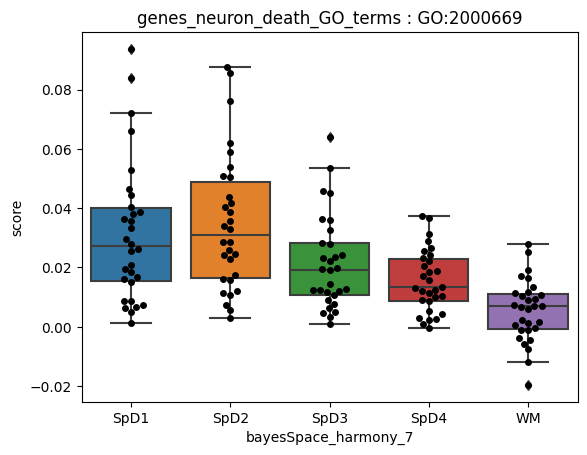 genes_neuron_death_GO_terms : GO:2000669
0.08
0.06
0.04
0.02
0.00
−0.02
score
SpD1 SpD2 SpD3 SpD4 WM
bayesSpace_harmony_7